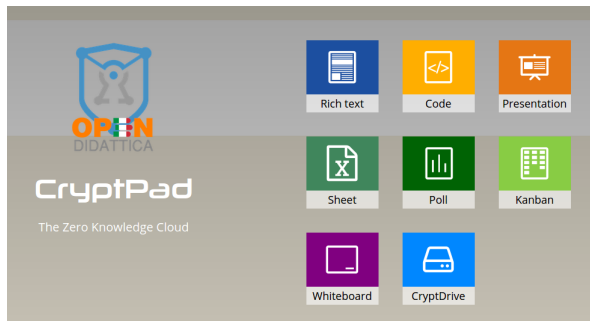 OPEN
DIDATTICA
CryptPad
The Zero Knowledge Cloud
Rich text
</>
Code
Presentation
X
Sheet
Poll
Kanban
Whiteboard
CryptDrive